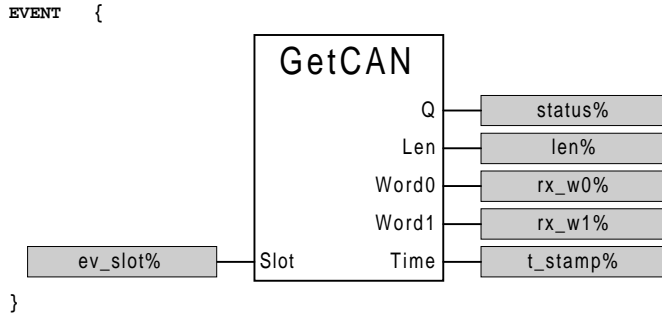 EVENT {
GetCAN
Q status%
Len len%
Word0 rx_w0%
Word1 rx_w1%
ev_slot% Slot Time t_stamp%
}